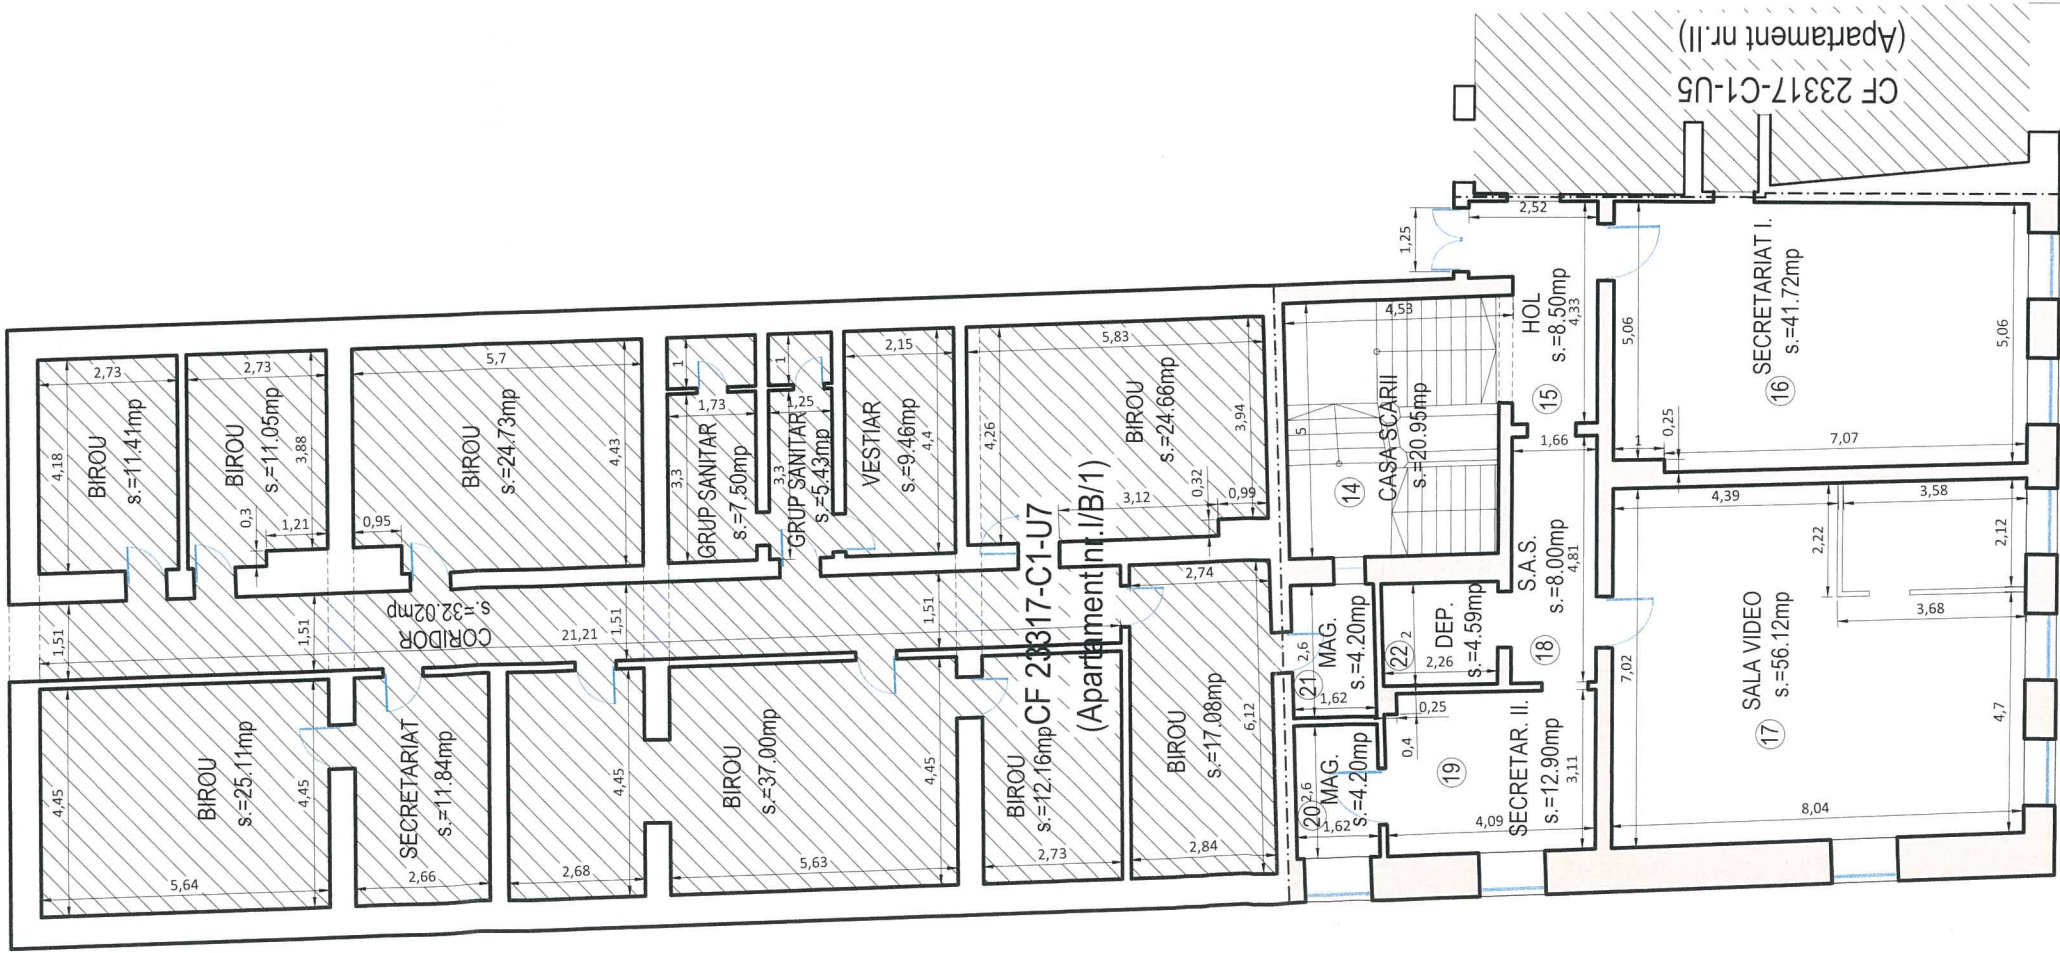 BIROU
s.=11.41mp
2,73
4,18
BIROU
s.=11.05mp
2,73
3,88
0,3
1,21
BIROU
s.=24.73mp
5,7
4,43
0,95
GRUP SANITAR
s.=7.50mp
1
1,73
3,3
GRUP SANITAR
s.=5.43mp
1
1,25
3,3
VESTIAR
s.=9.46mp
2,15
4,4
BIROU
s.=24.66mp
5,83
4,26
3,94
3,12
0,32
0,99
CORIDOR
s.=32.02mp
1,51
1,51
1,51
1,51
21,21
CF 23317-C1-U7
(Apartament nr.I/B/1)
BIROU
s.=25.11mp
4,45
4,45
5,64
SECRETARIAT
s.=11.84mp
2,66
BIROU
s.=37.00mp
4,45
4,45
2,68
5,63
BIROU
s.=12.16mp
2,73
BIROU
s.=17.08mp
2,74
6,12
2,84
14
CASA SCARII
s.=20.95mp
4,53
5
15
HOL
s.=8.50mp
4,33
2,52
1,25
1,66
16
SECRETARIAT I.
s.=41.72mp
5,06
5,06
7,07
1
0,25
17
SALA VIDEO
s.=56.12mp
4,39
3,58
2,22
2,12
3,68
7,02
4,7
8,04
18
S.A.S.
s.=8.00mp
4,81
19
SECRETAR. II.
s.=12.90mp
3,11
4,09
0,4
0,25
20
MAG.
s.=4.20mp
2,6
1,62
21
MAG.
s.=4.20mp
2,6
1,62
22
DEP.
s.=4.59mp
2
2,26
CF 23317-C1-U5
(Apartament nr.II)